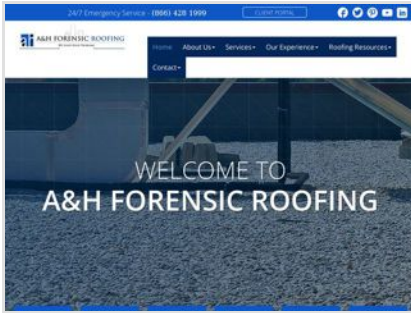 24/7 Emergency Service - (866) 428 1999
CLIENT PORTAL
A&H FORENSIC ROOFING
Home About Us Services Our Experience Roofing Resources
Contact
WELCOME TO
A&H FORENSIC ROOFING